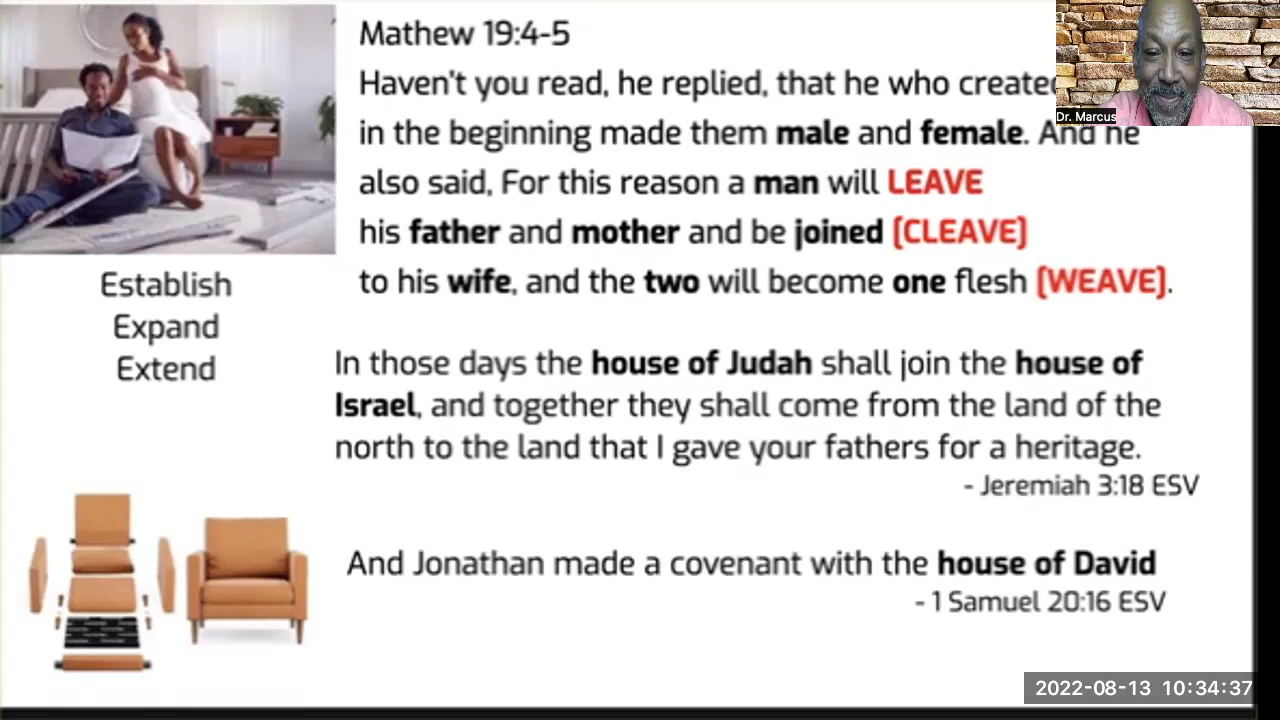 Mathew 19:4-5
Haven't you read, he replied, that he who created
in the beginning made them male and female. And he
also said, For this reason a man will LEAVE
his father and mother and be joined [CLEAVE]
to his wife, and the two will become one flesh [WEAVE].
Establish
Expand
Extend
In those days the house of Judah shall join the house of
Israel, and together they shall come from the land of the
north to the land that I gave your fathers for a heritage.
- Jeremiah 3:18 ESV
And Jonathan made a covenant with the house of David
- 1 Samuel 20:16 ESV
Dr. Marcus
2022-08-13 10:34:37